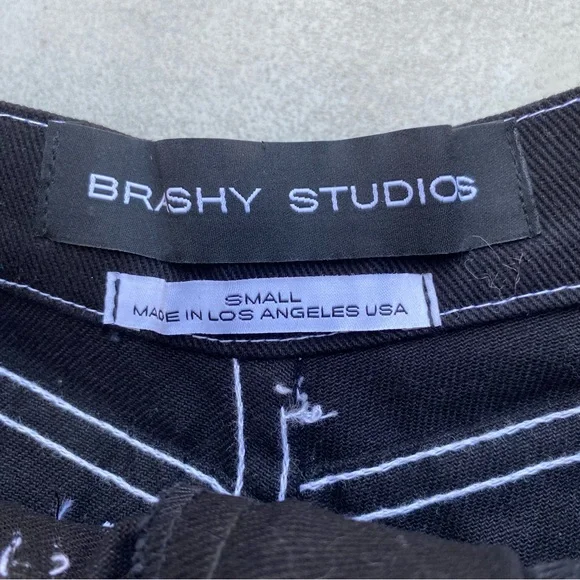 BRASHY STUDIOS
SMALL
MADE IN LOS ANGELES USA